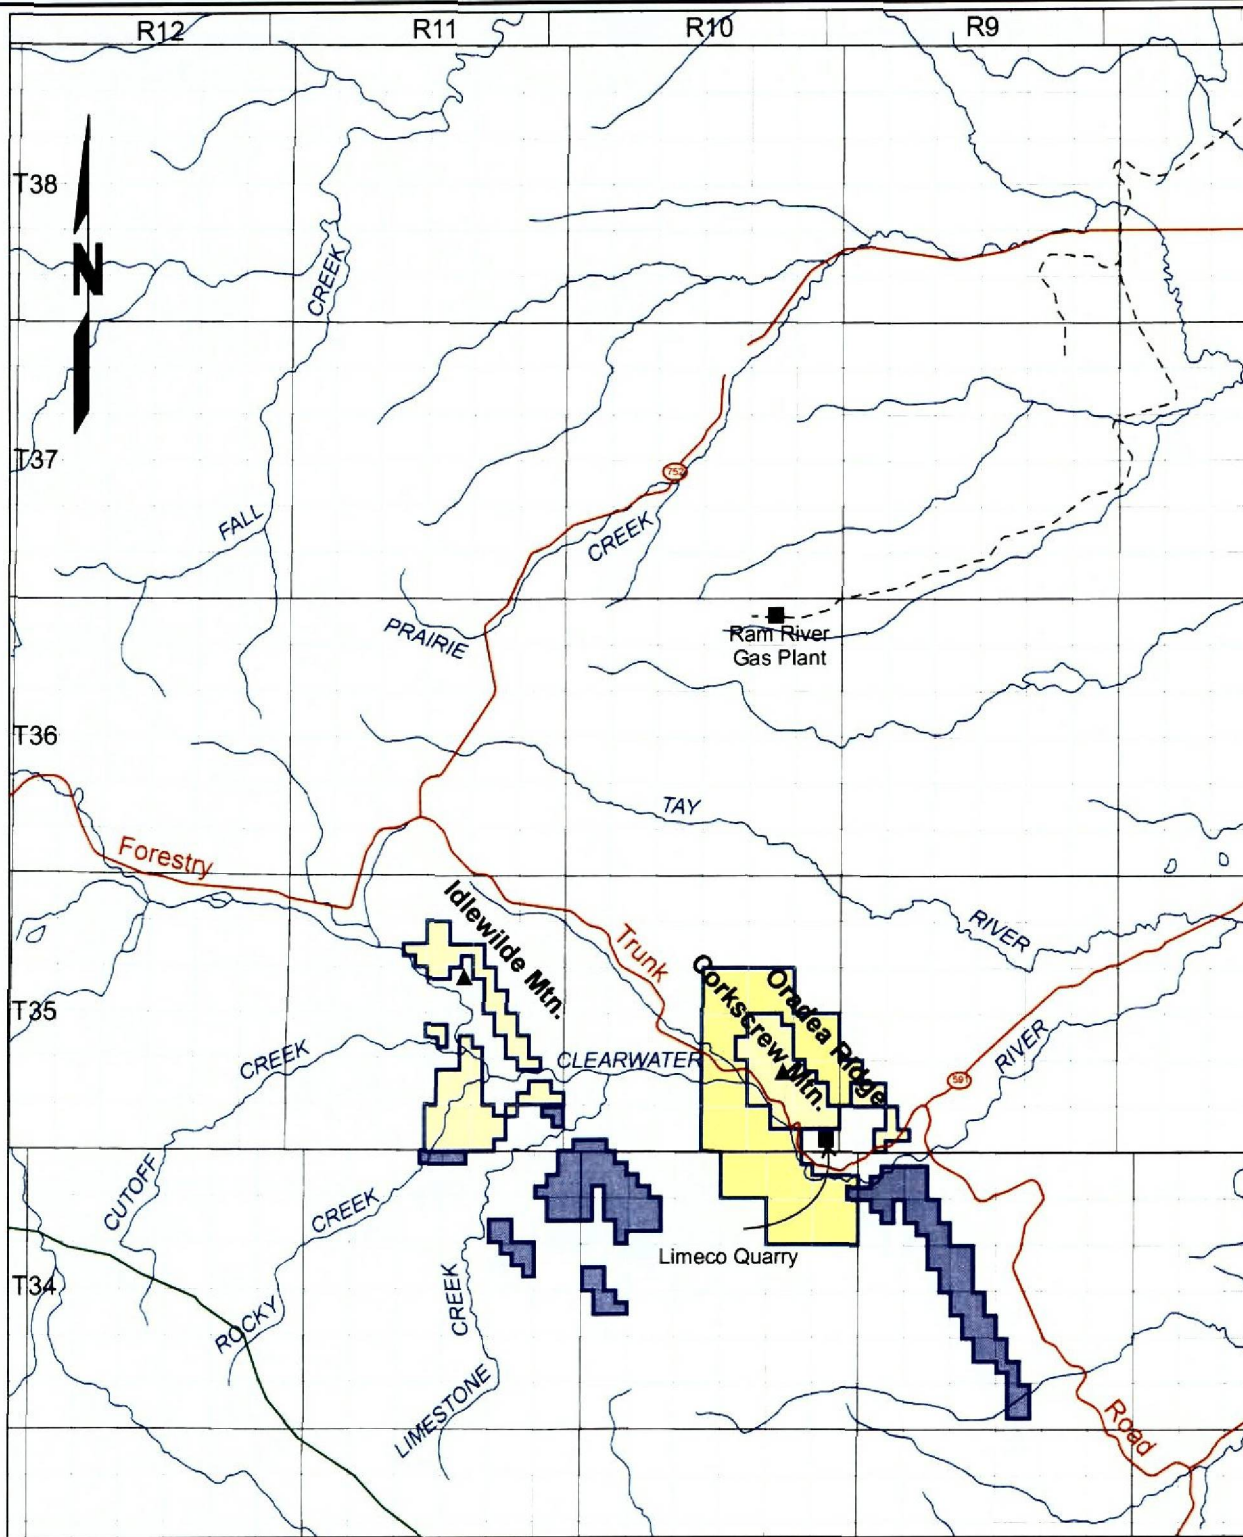 R12
R11
R10
R9
T38
N
CREEK
T37
752
FALL
CREEK
PRAIRIE
Ram River
Gas Plant
T36
TAY
Forestry
Idlewilde Mtn.
Trunk
RIVER
Corkscrew Mtn.
Oradea Ridge
T35
CREEK
CLEARWATER
RIVER
591
CUTOFF
CREEK
Limeco Quarry
T34
CREEK
ROCKY
LIMESTONE
Road